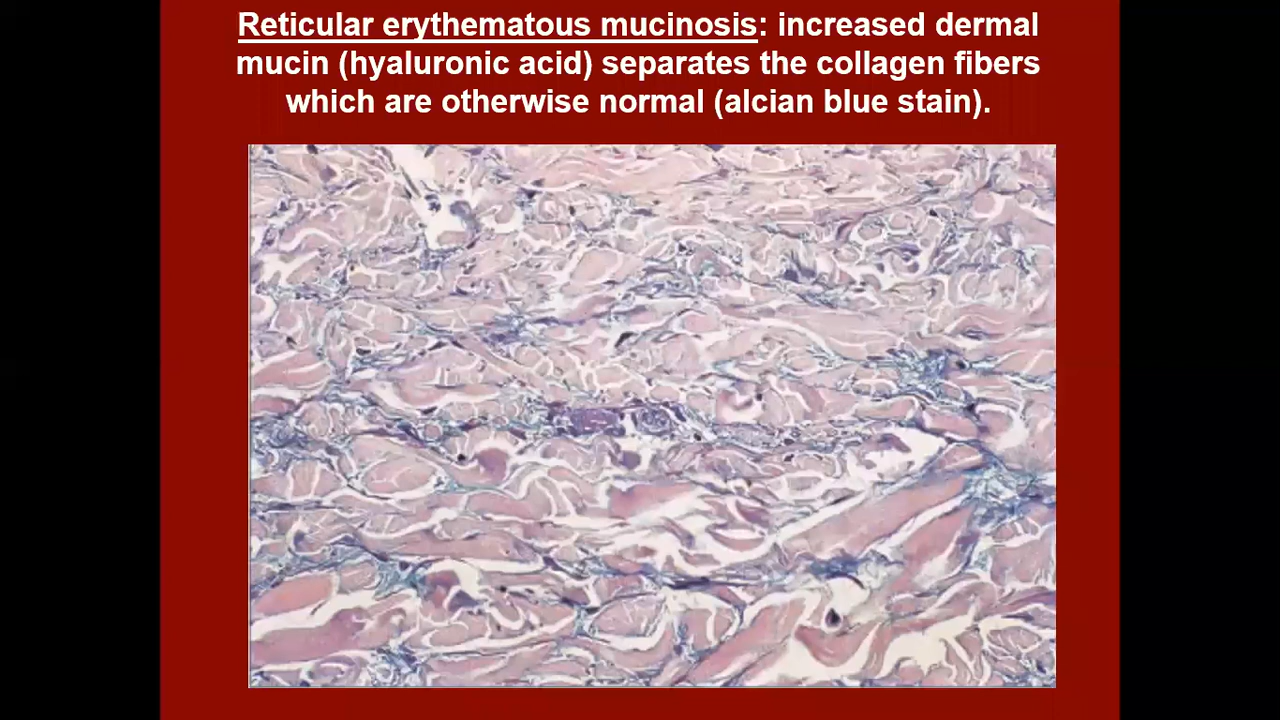 Reticular erythematous mucinosis: increased dermal
mucin (hyaluronic acid) separates the collagen fibers
which are otherwise normal (alcian blue stain).